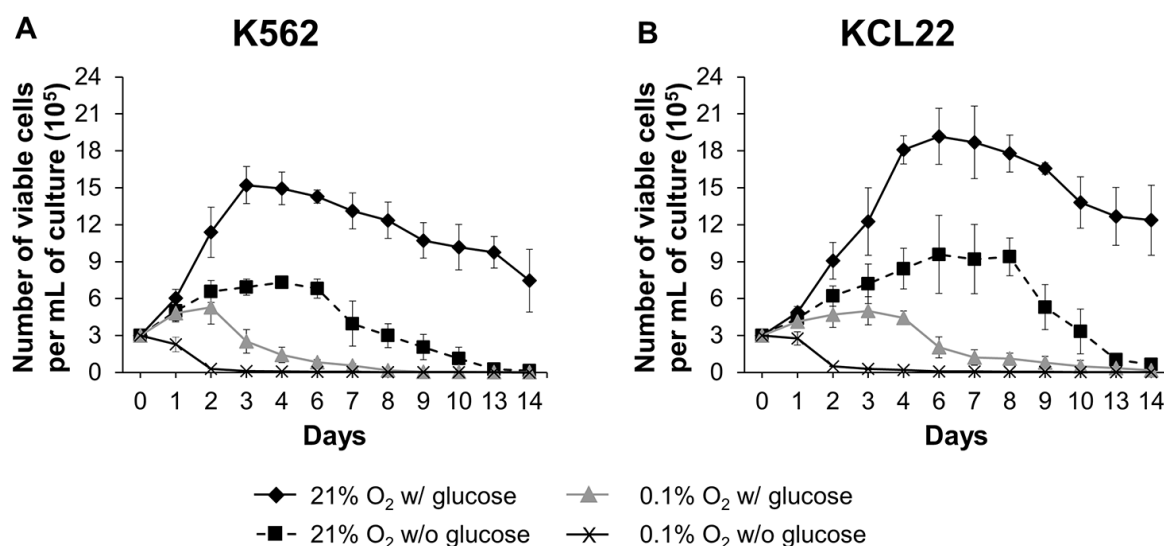 A
K562
Number of viable cells
per mL of culture (10⁵)
24
21
18
15
12
9
6
3
0
0 1 2 3 4 6 7 8 9 10 13 14
Days
B
KCL22
Number of viable cells
per mL of culture (10⁵)
24
21
18
15
12
9
6
3
0
0 1 2 3 4 6 7 8 9 10 13 14
Days
21% O₂ w/ glucose
0.1% O₂ w/ glucose
21% O₂ w/o glucose
0.1% O₂ w/o glucose